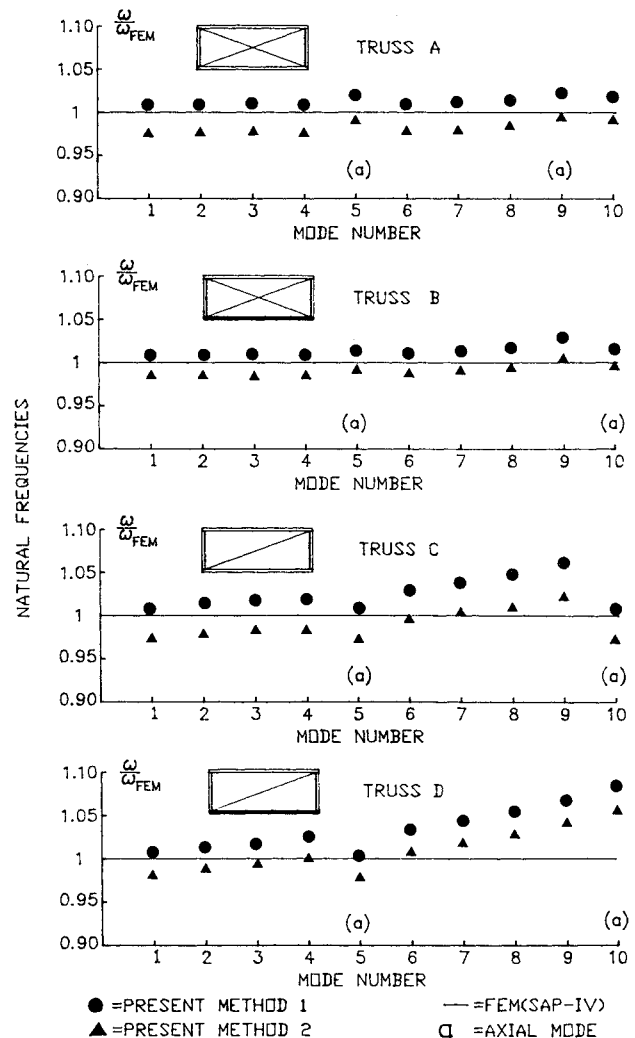 ω/ω_FEM
TRUSS A
1.10
1.05
1
0.95
0.90
(a) (a)
1 2 3 4 5 6 7 8 9 10
MODE NUMBER
ω/ω_FEM
TRUSS B
1.10
1.05
1
0.95
0.90
(a) (a)
1 2 3 4 5 6 7 8 9 10
MODE NUMBER
NATURAL FREQUENCIES
ω/ω_FEM
TRUSS C
1.10
1.05
1
0.95
0.90
(a) (a)
1 2 3 4 5 6 7 8 9 10
MODE NUMBER
ω/ω_FEM
TRUSS D
1.10
1.05
1
0.95
0.90
(a) (a)
1 2 3 4 5 6 7 8 9 10
MODE NUMBER
● =PRESENT METHOD 1 — =FEM(SAP-IV)
▲ =PRESENT METHOD 2 a =AXIAL MODE